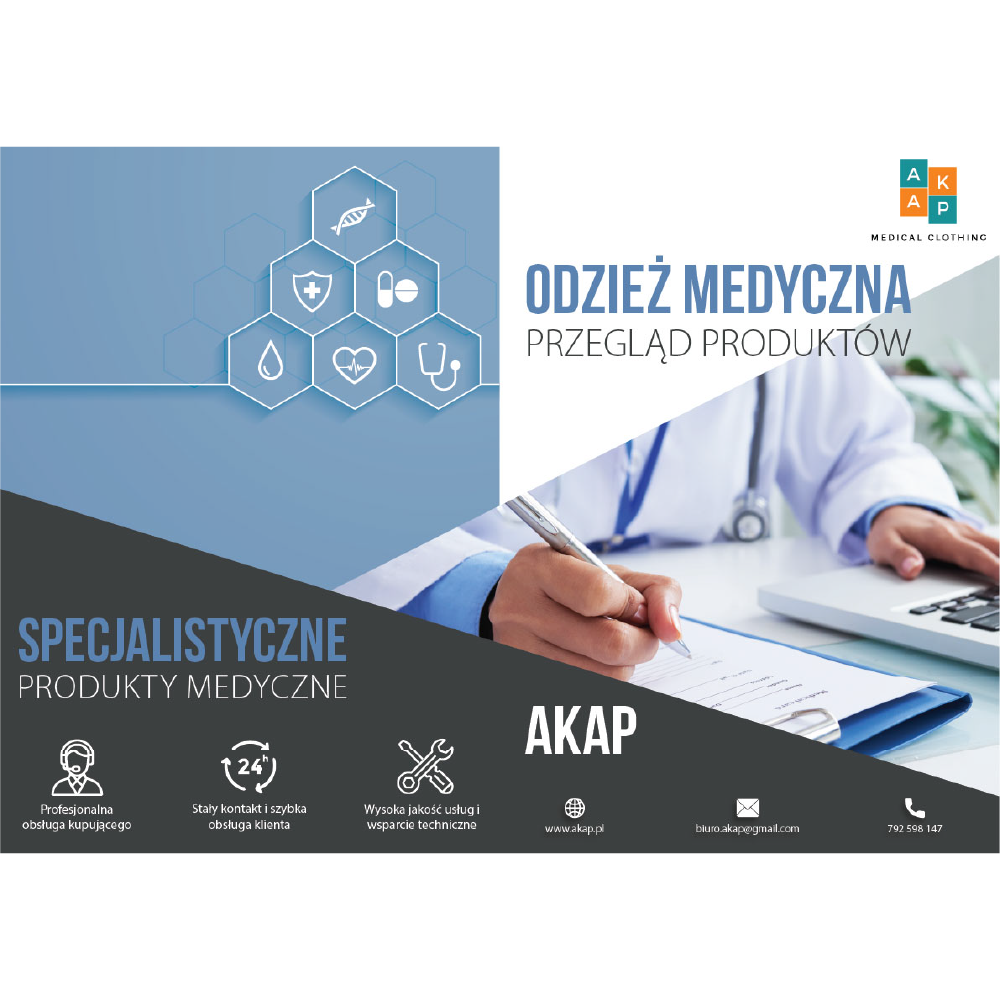 SPECJALISTYCZNE
PRODUKTY MEDYCZNE
Profesjonalna
obsługa kupującego
24h
Stały kontakt i szybka
obsługa klienta
Wysoka jakość usług i
wsparcie techniczne
A K
A P
MEDICAL CLOTHING
ODZIEŻ MEDYCZNA
PRZEGLĄD PRODUKTÓW
AKAP
www.akap.pl
biuro.akap@gmail.com
792 598 147